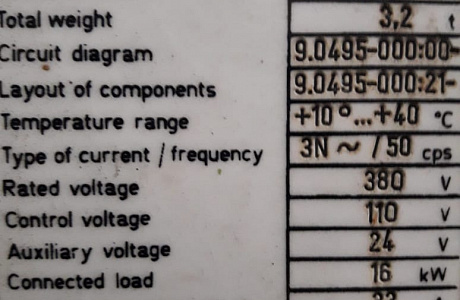 Total weight 3,2 t
Circuit diagram 9.0495-000:00-
Layout of components 9.0495-000:21-
Temperature range +10°...+40 °C
Type of current / frequency 3N ~ / 50 cps
Rated voltage 380 V
Control voltage 110 V
Auxiliary voltage 24 V
Connected load 16 kW